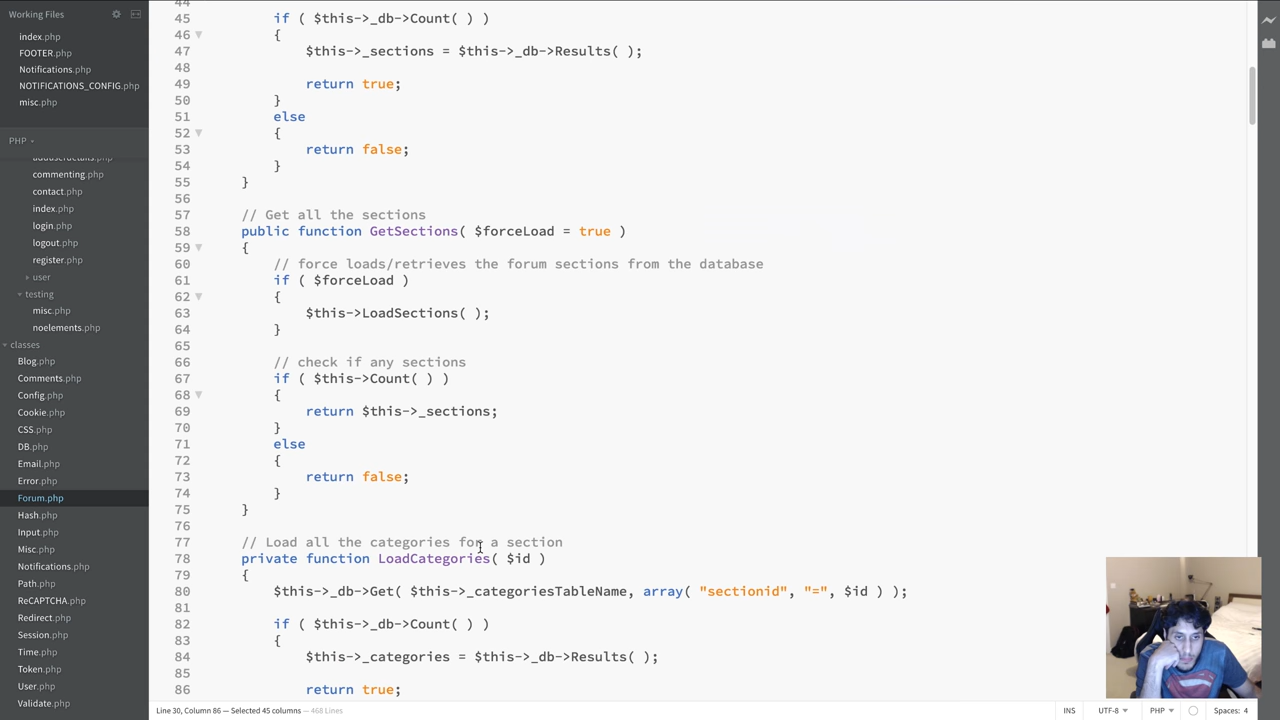 Working Files
index.php
FOOTER.php
Notifications.php
NOTIFICATIONS_CONFIG.php
misc.php
PHP
adduserdetails.php
commenting.php
contact.php
index.php
login.php
logout.php
register.php
user
testing
misc.php
noelements.php
classes
Blog.php
Comments.php
Config.php
Cookie.php
CSS.php
DB.php
Email.php
Error.php
Forum.php
Hash.php
Input.php
Misc.php
Notifications.php
Path.php
ReCAPTCHA.php
Redirect.php
Session.php
Time.php
Token.php
User.php
Validate.php
44
45 if ( $this->_db->Count( ) )
46 {
47 $this->_sections = $this->_db->Results( );
48
49 return true;
50 }
51 else
52 {
53 return false;
54 }
55 }
56
57 // Get all the sections
58 public function GetSections( $forceLoad = true )
59 {
60 // force loads/retrieves the forum sections from the database
61 if ( $forceLoad )
62 {
63 $this->LoadSections( );
64 }
65
66 // check if any sections
67 if ( $this->Count( ) )
68 {
69 return $this->_sections;
70 }
71 else
72 {
73 return false;
74 }
75 }
76
77 // Load all the categories for a section
78 private function LoadCategories( $id )
79 {
80 $this->_db->Get( $this->_categoriesTableName, array( "sectionid", "=", $id ) );
81
82 if ( $this->_db->Count( ) )
83 {
84 $this->_categories = $this->_db->Results( );
85
86 return true;
Line 30, Column 86 — Selected 45 columns — 468 Lines
INS UTF-8 PHP Spaces: 4